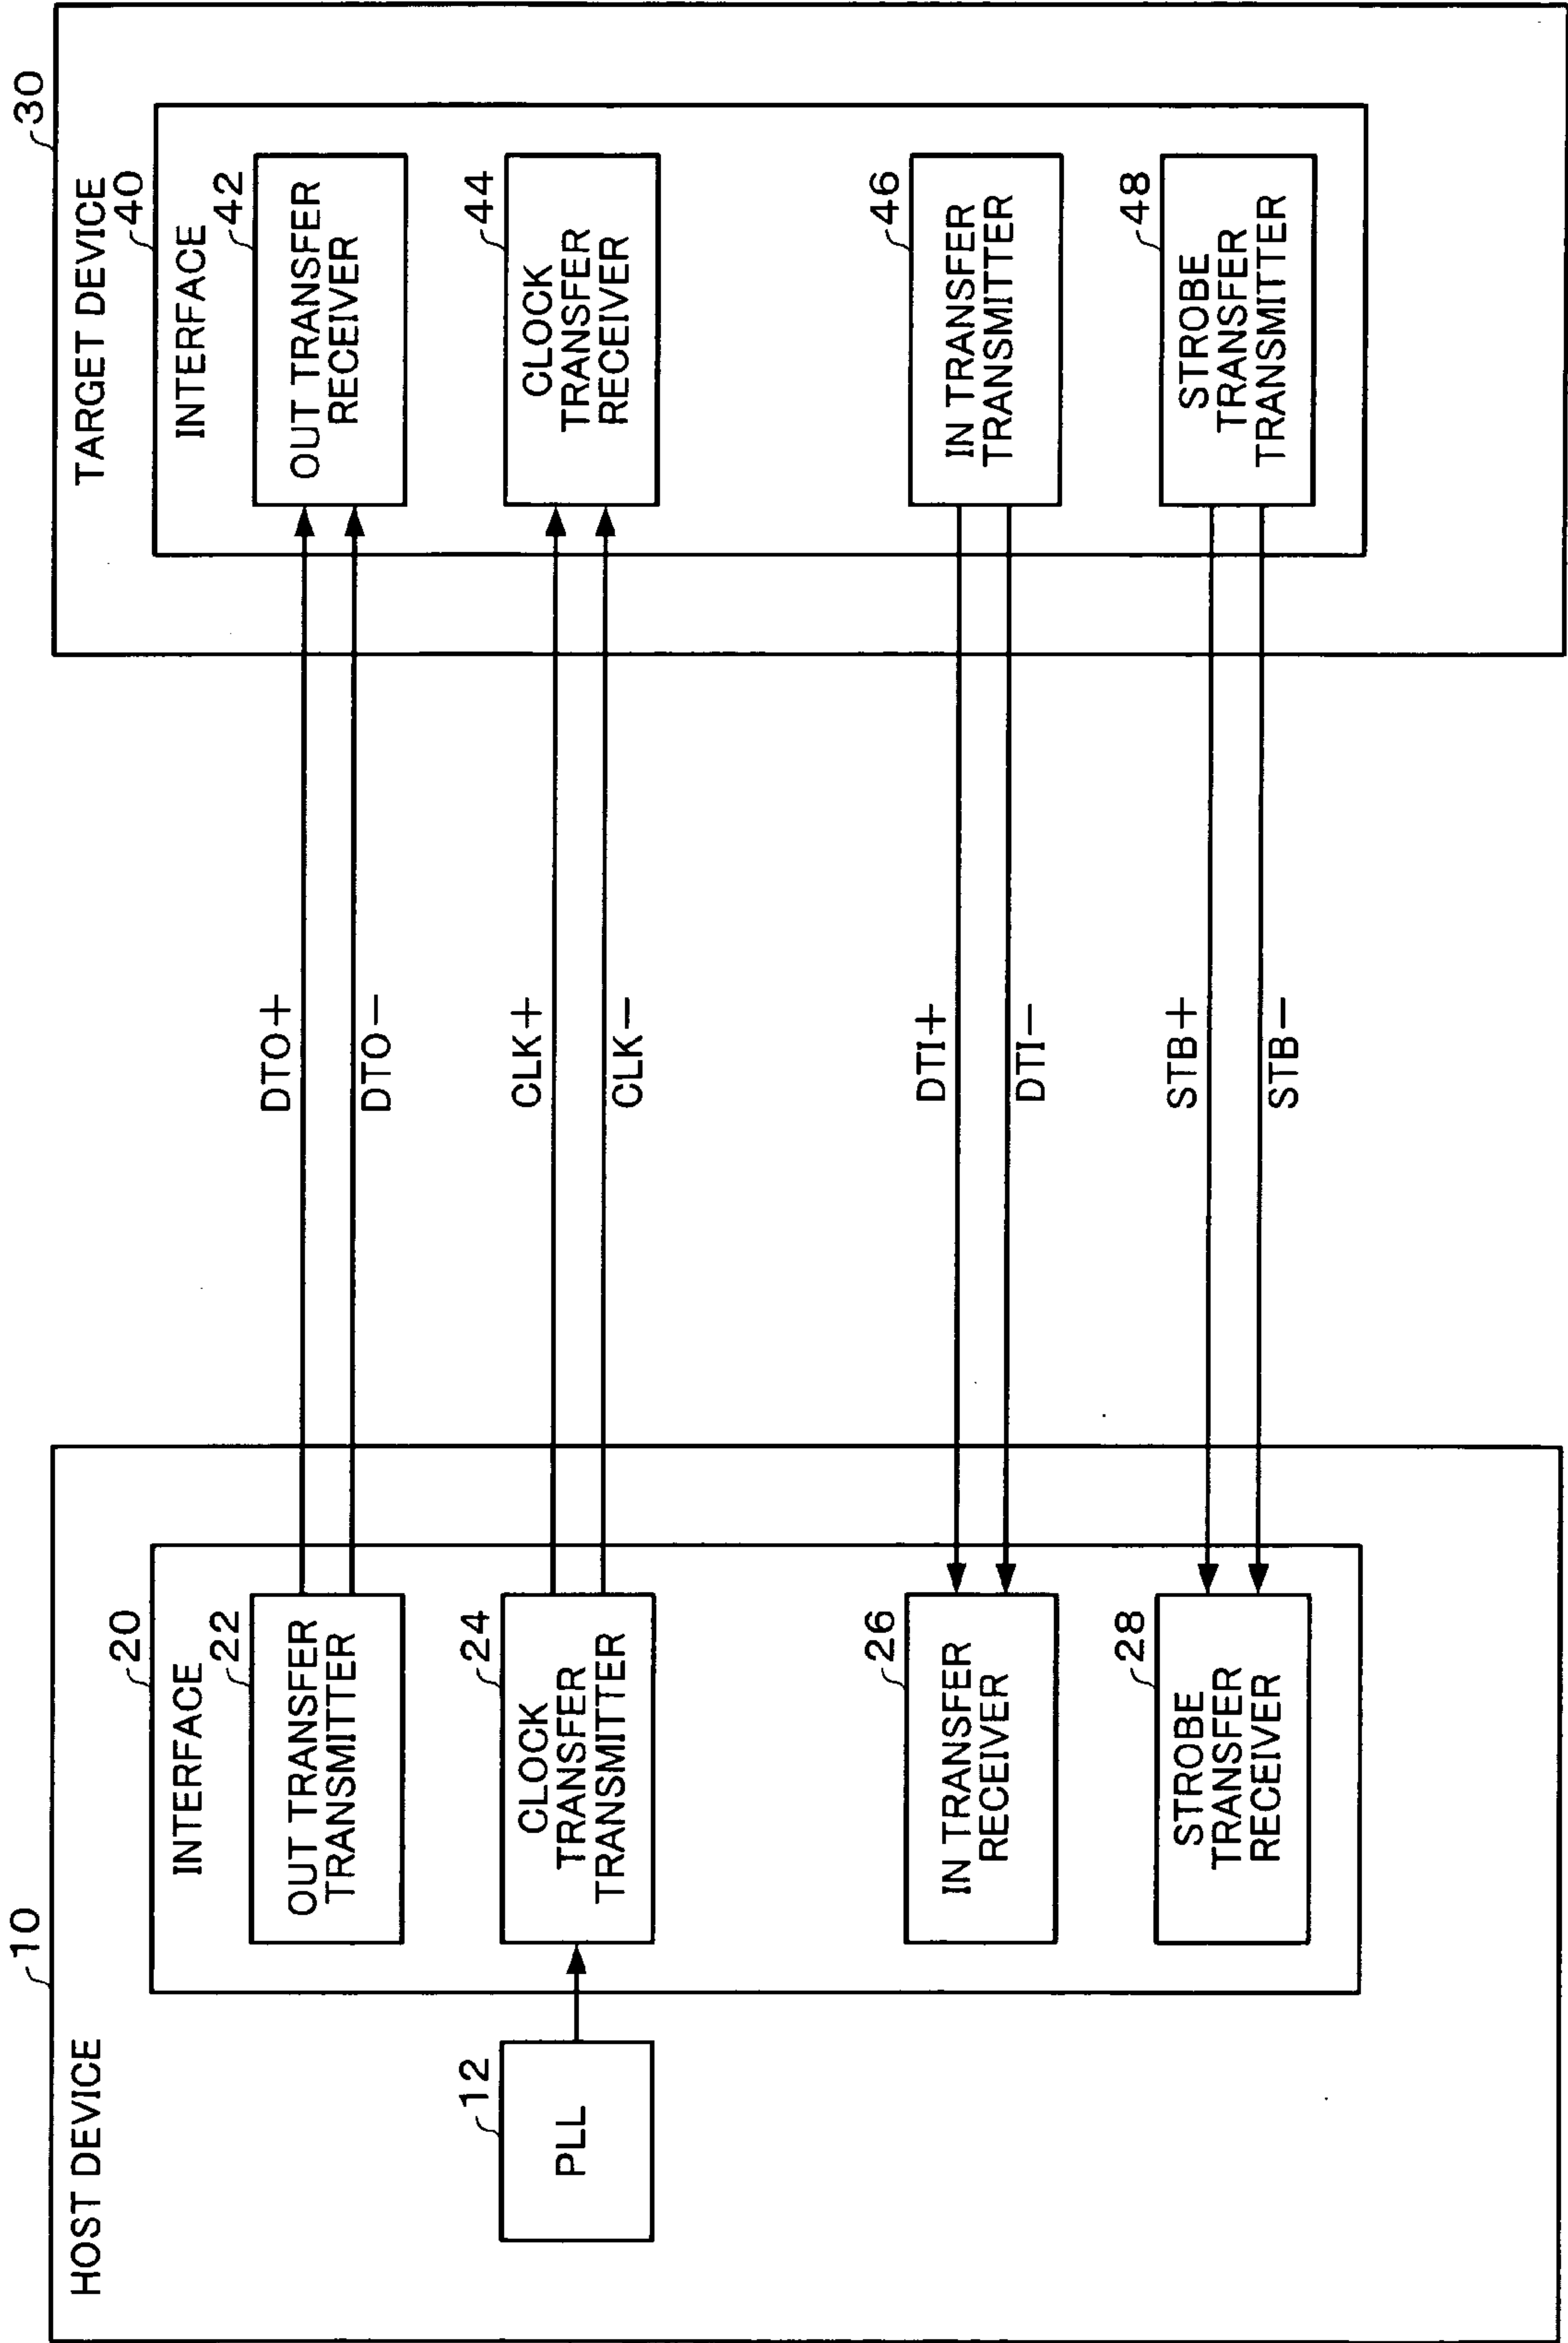 10
HOST DEVICE
12
PLL
20
INTERFACE
22
OUT TRANSFER
TRANSMITTER
24
CLOCK
TRANSFER
TRANSMITTER
26
IN TRANSFER
RECEIVER
28
STROBE
TRANSFER
RECEIVER
DTO+
DTO−
CLK+
CLK−
DTI+
DTI−
STB+
STB−
30
TARGET DEVICE
40
INTERFACE
42
OUT TRANSFER
RECEIVER
44
CLOCK
TRANSFER
RECEIVER
46
IN TRANSFER
TRANSMITTER
48
STROBE
TRANSFER
TRANSMITTER